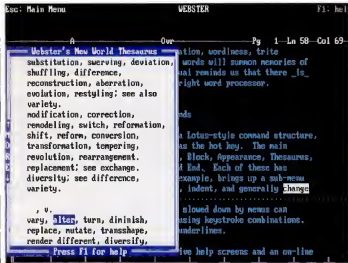 Esc: Main Menu WEBSTER F1: hel
A Ovr Pg 1 Ln 58 Col 69
Webster's New World Thesaurus
substitution, swerving, deviation,
shuffling, difference,
reconstruction, aberration,
evolution, restyling; see also
variety.
modification, correction,
remodeling, switch, reformation,
shift, reform, conversion,
transformation, tempering,
revolution, rearrangement.
replacement; see exchange.
diversity; see difference,
variety.
, v.
vary, alter, turn, diminish,
replace, mutate, transshape,
render different, diversify,
Press F1 for help
ation, wordiness, trite
words will summon memories of
ual reminds us that there _is_
right word processor.
nds
a Lotus-style command structure,
as the hot key. The main
, Block, Appearance, Thesaurus,
d End. Each of these has
example, brings up a sub-menu
, indent, and generally change
slowed down by menus can
using keystroke combinations.
underlines.
ive help screens and an on-line